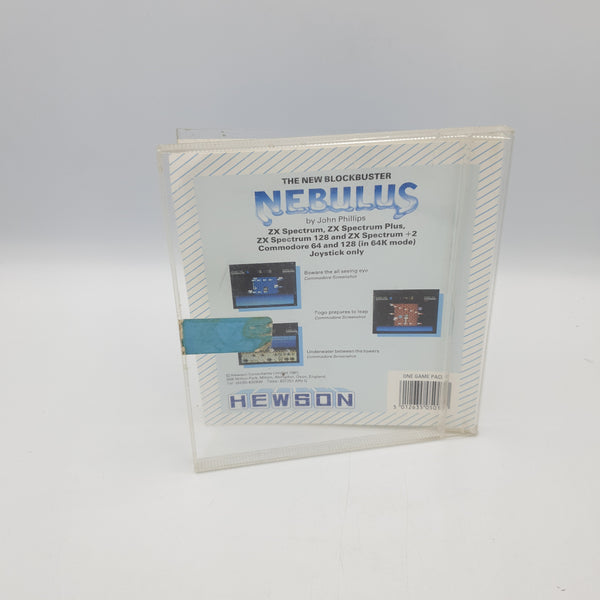 THE NEW BLOCKBUSTER
NEBULUS
by John Phillips
ZX Spectrum, ZX Spectrum Plus,
ZX Spectrum 128 and ZX Spectrum +2
Commodore 64 and 128 (in 64K mode)
Joystick only
Beware the all seeing eye
Commodore Screenshot
Pogo prepares to leap
Commodore Screenshot
Underwater between the towers
Commodore Screenshot
ONE GAME PACK
HEWSON